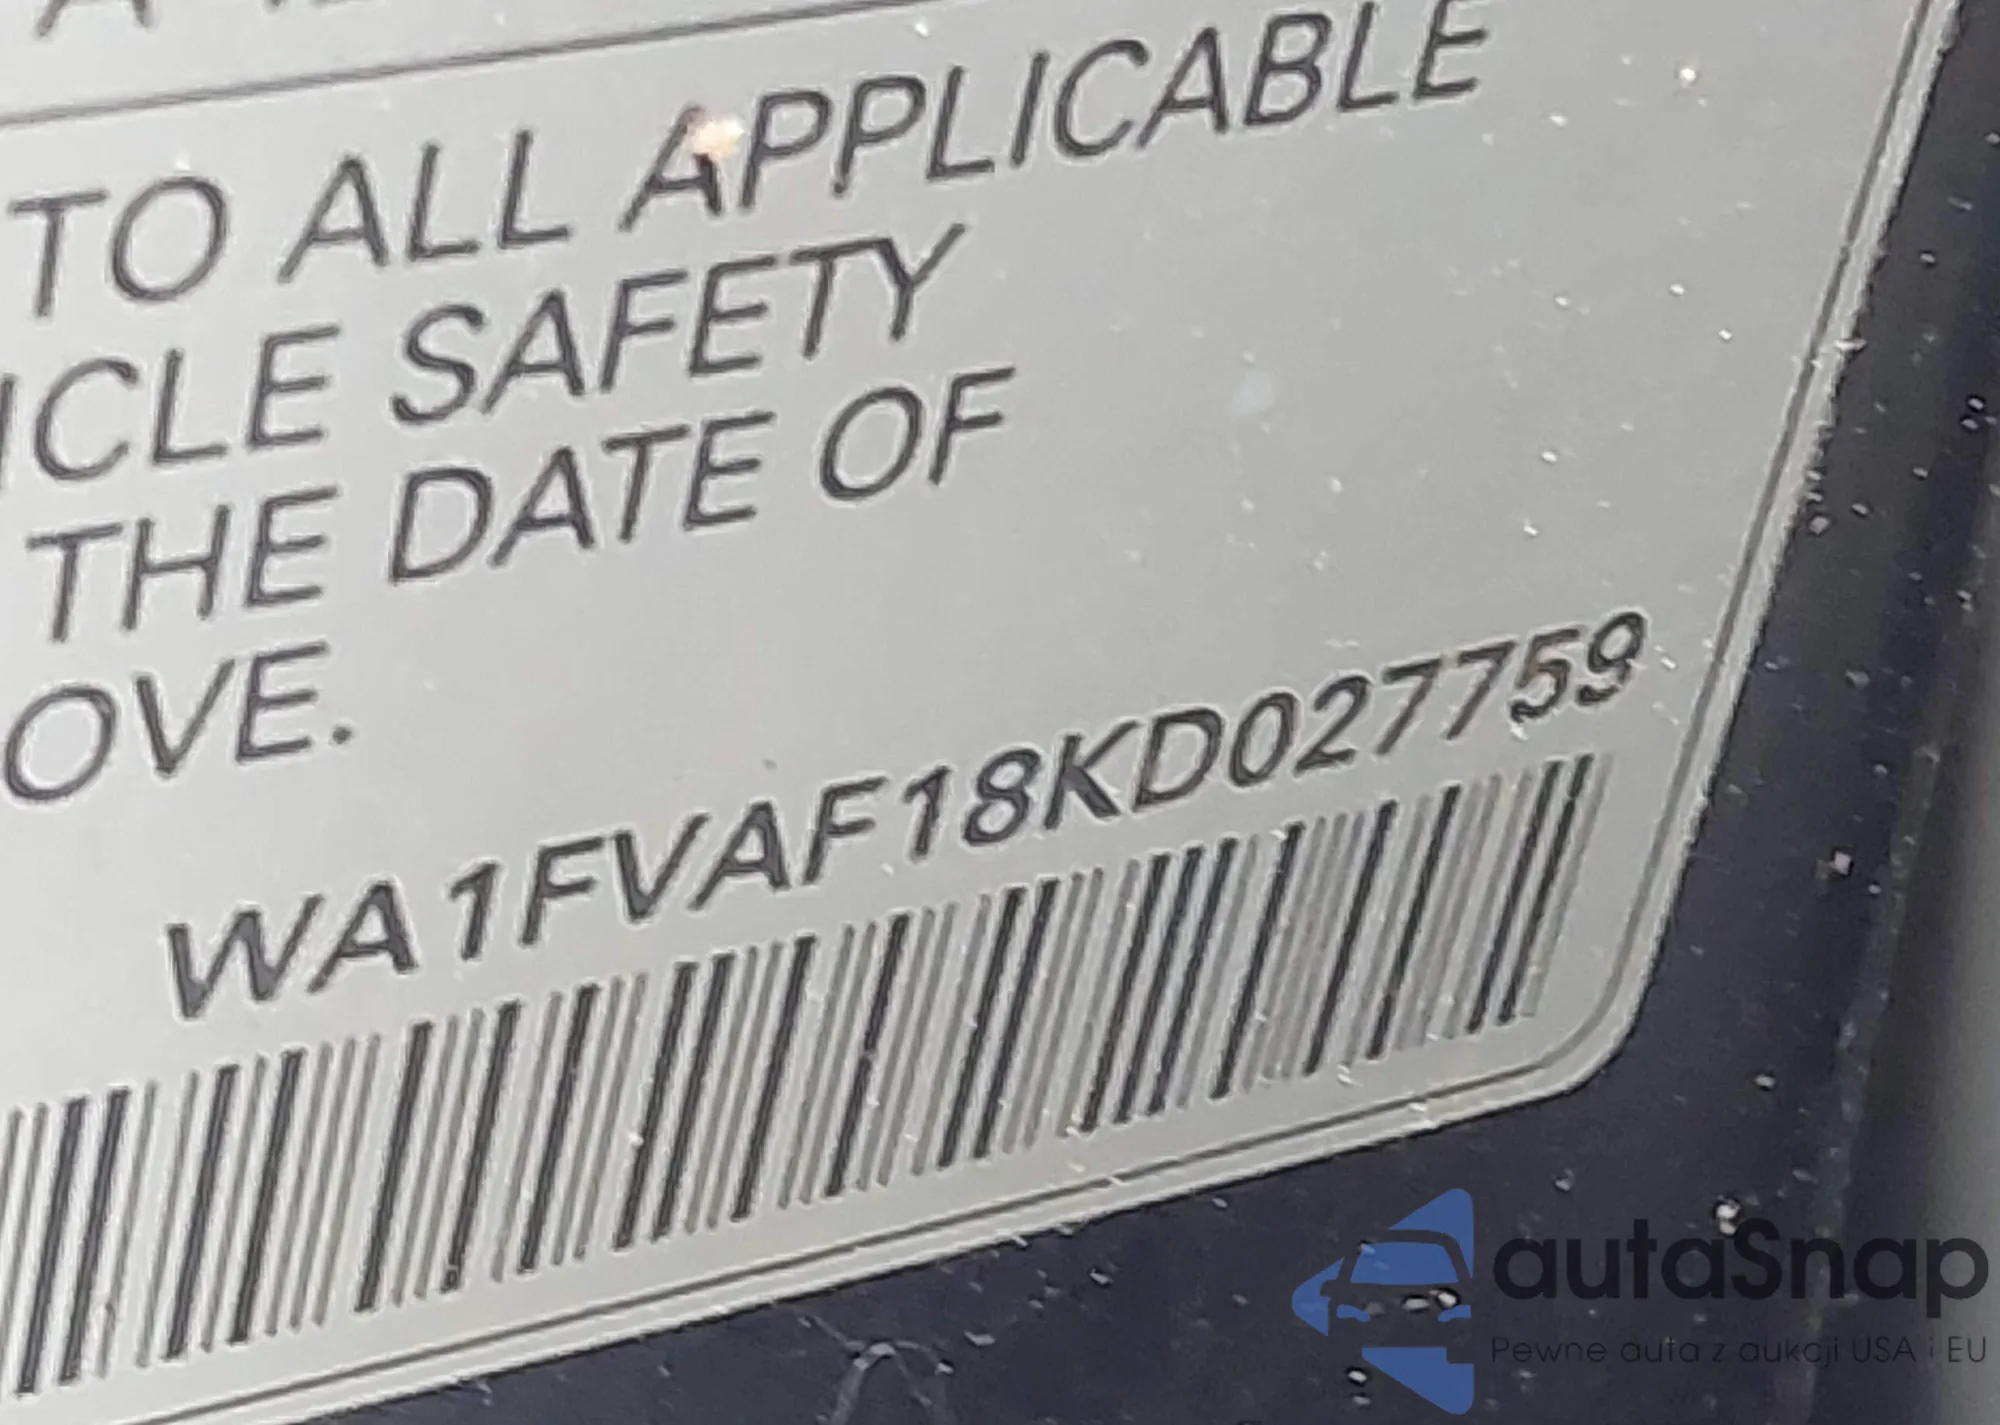 TO ALL APPLICABLE
ICLE SAFETY
THE DATE OF
OVE.
WA1FVAF18KD027759
autaSnap
Pewne auta z aukcji USA i EU